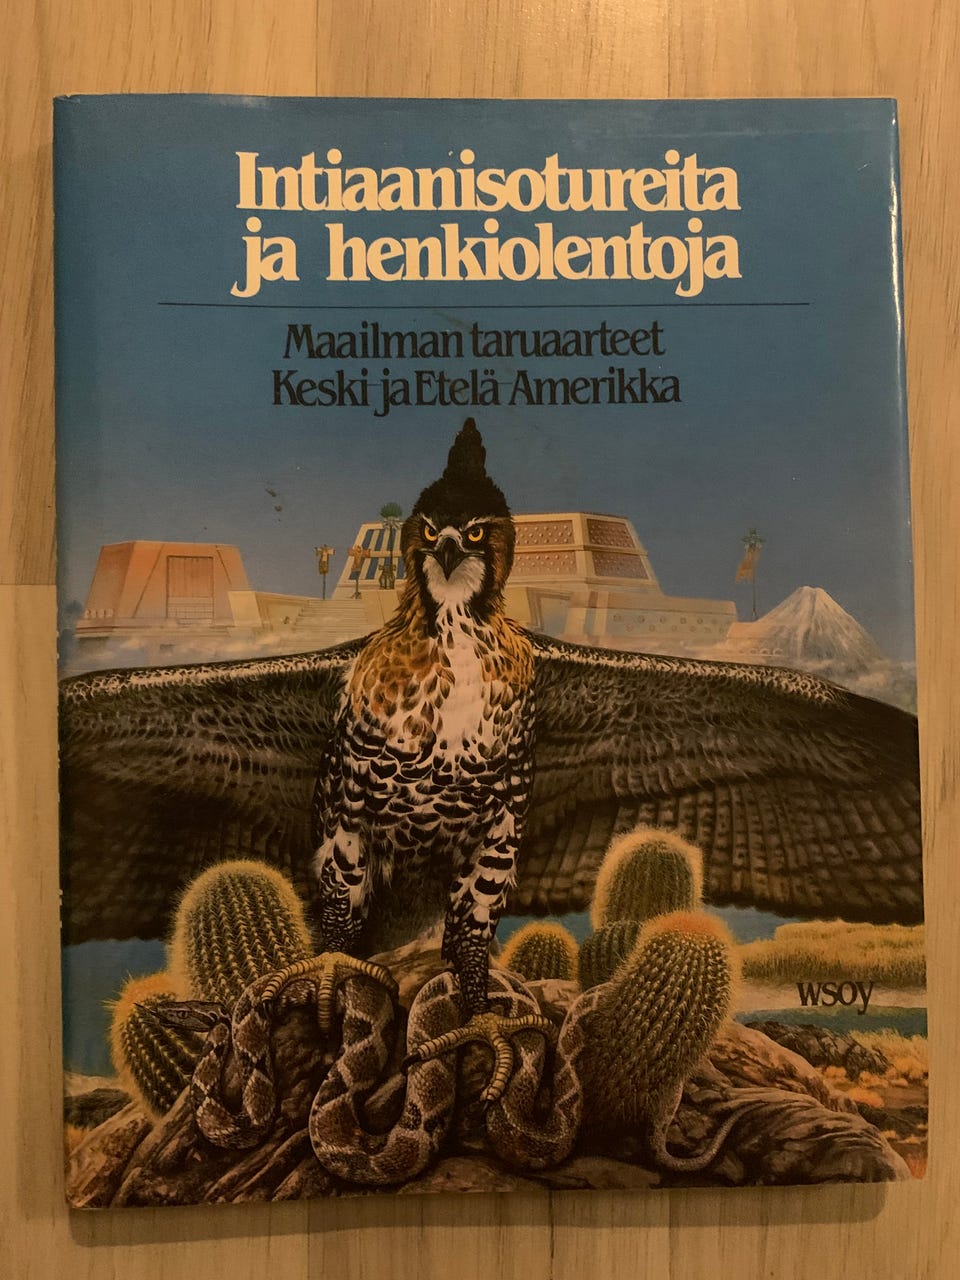 Intiaanisotureita
ja henkiolentoja
Maailman taruaarteet
Keski-ja Etelä-Amerikka
wsoy